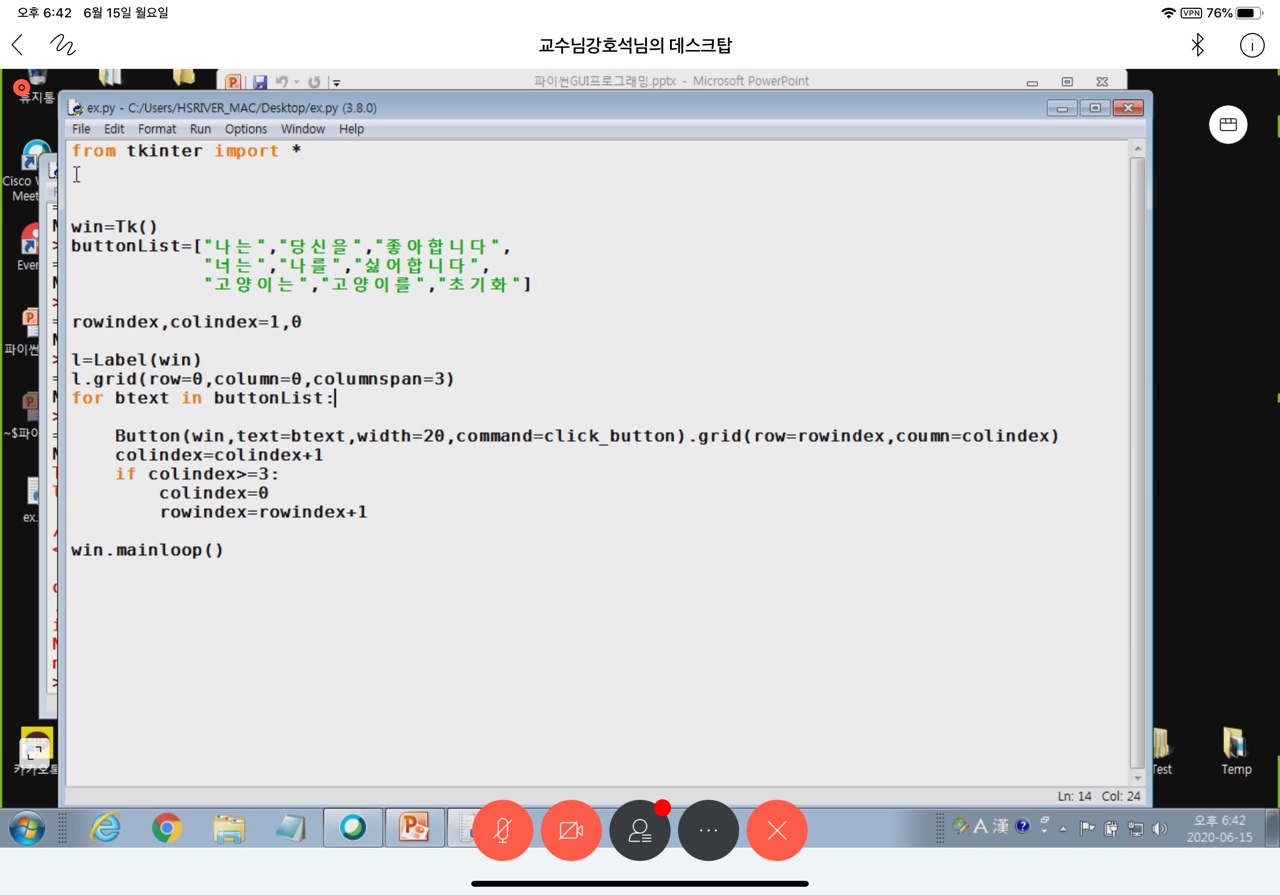 오후 6:42 6월 15일 월요일
VPN 76%
교수님강호석님의 데스크탑
휴지통
파이썬GUI프로그래밍.pptx - Microsoft PowerPoint
ex.py - C:/Users/HSRIVER_MAC/Desktop/ex.py (3.8.0)
File Edit Format Run Options Window Help
from tkinter import *
win=Tk()
buttonList=["나는","당신을","좋아합니다",
"너는","나를","싫어합니다",
"고양이는","고양이를","초기화"]
rowindex,colindex=1,0
l=Label(win)
l.grid(row=0,column=0,columnspan=3)
for btext in buttonList:
Button(win,text=btext,width=20,command=click_button).grid(row=rowindex,coumn=colindex)
colindex=colindex+1
if colindex>=3:
colindex=0
rowindex=rowindex+1
win.mainloop()
Cisco
Meet
Ever
파이썬
~$파이
ex.
카카오톡
Test
Temp
Ln: 14 Col: 24
A 漢
오후 6:42
2020-06-15